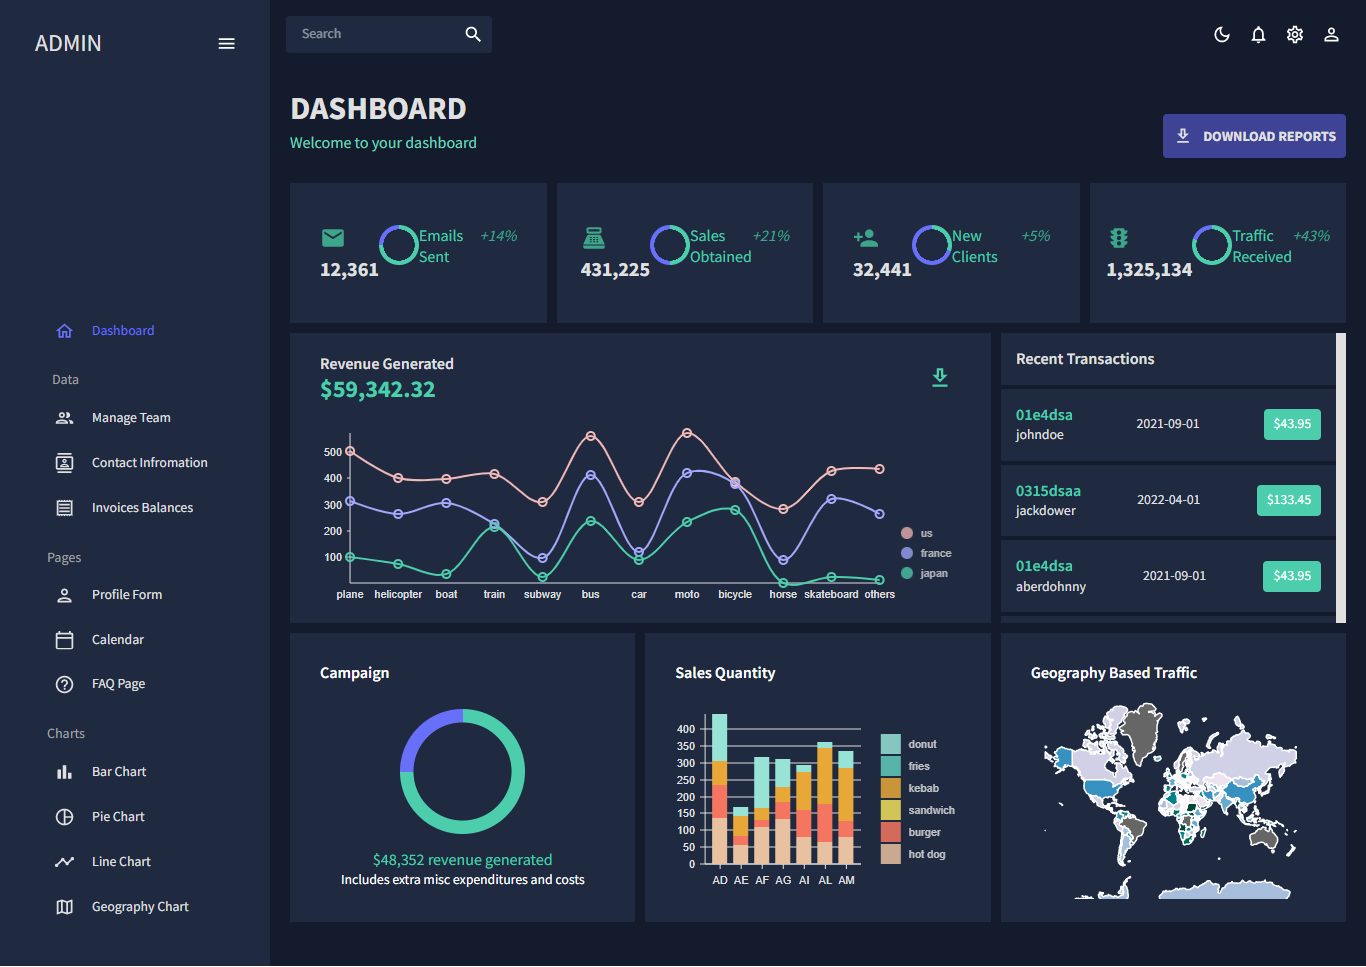 ADMIN
Search
DASHBOARD
Welcome to your dashboard
DOWNLOAD REPORTS
Dashboard
Data
Manage Team
Contact Infromation
Invoices Balances
Pages
Profile Form
Calendar
FAQ Page
Charts
Bar Chart
Pie Chart
Line Chart
Geography Chart
12,361
Emails
Sent
+14%
431,225
Sales
Obtained
+21%
32,441
New
Clients
+5%
1,325,134
Traffic
Received
+43%
Revenue Generated
$59,342.32
500
400
300
200
100
plane helicopter boat train subway bus car moto bicycle horse skateboard others
us
france
japan
Recent Transactions
01e4dsa
johndoe
2021-09-01
$43.95
0315dsaa
jackdower
2022-04-01
$133.45
01e4dsa
aberdohnny
2021-09-01
$43.95
Campaign
$48,352 revenue generated
Includes extra misc expenditures and costs
Sales Quantity
400
350
300
250
200
150
100
50
0
AD AE AF AG AI AL AM
donut
fries
kebab
sandwich
burger
hot dog
Geography Based Traffic